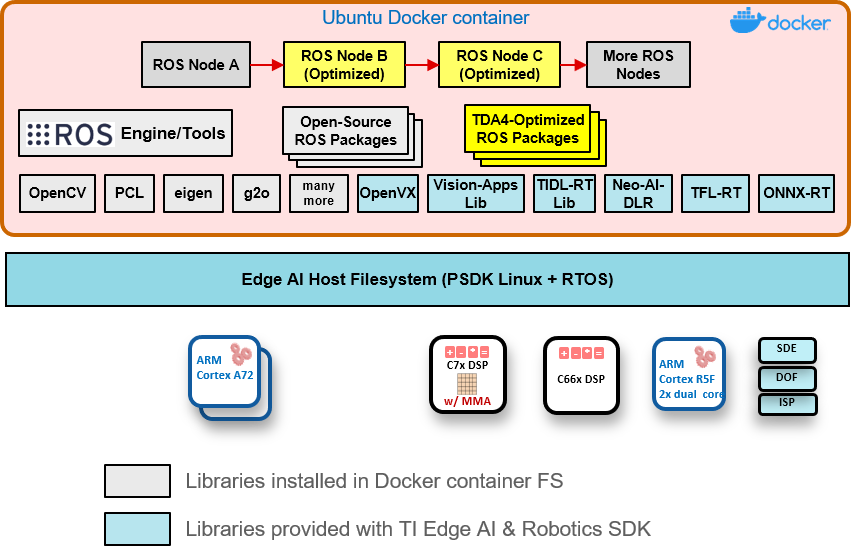 Ubuntu Docker container
docker
ROS Node A
ROS Node B
(Optimized)
ROS Node C
(Optimized)
More ROS
Nodes
ROS Engine/Tools
Open-Source
ROS Packages
TDA4-Optimized
ROS Packages
OpenCV
PCL
eigen
g2o
many
more
OpenVX
Vision-Apps
Lib
TIDL-RT
Lib
Neo-AI-
DLR
TFL-RT
ONNX-RT
Edge AI Host Filesystem (PSDK Linux + RTOS)
ARM
Cortex A72
+ - * =
C7x DSP
w/ MMA
+ - * =
C66x DSP
ARM
Cortex R5F
2x dual core
SDE
DOF
ISP
Libraries installed in Docker container FS
Libraries provided with TI Edge AI & Robotics SDK